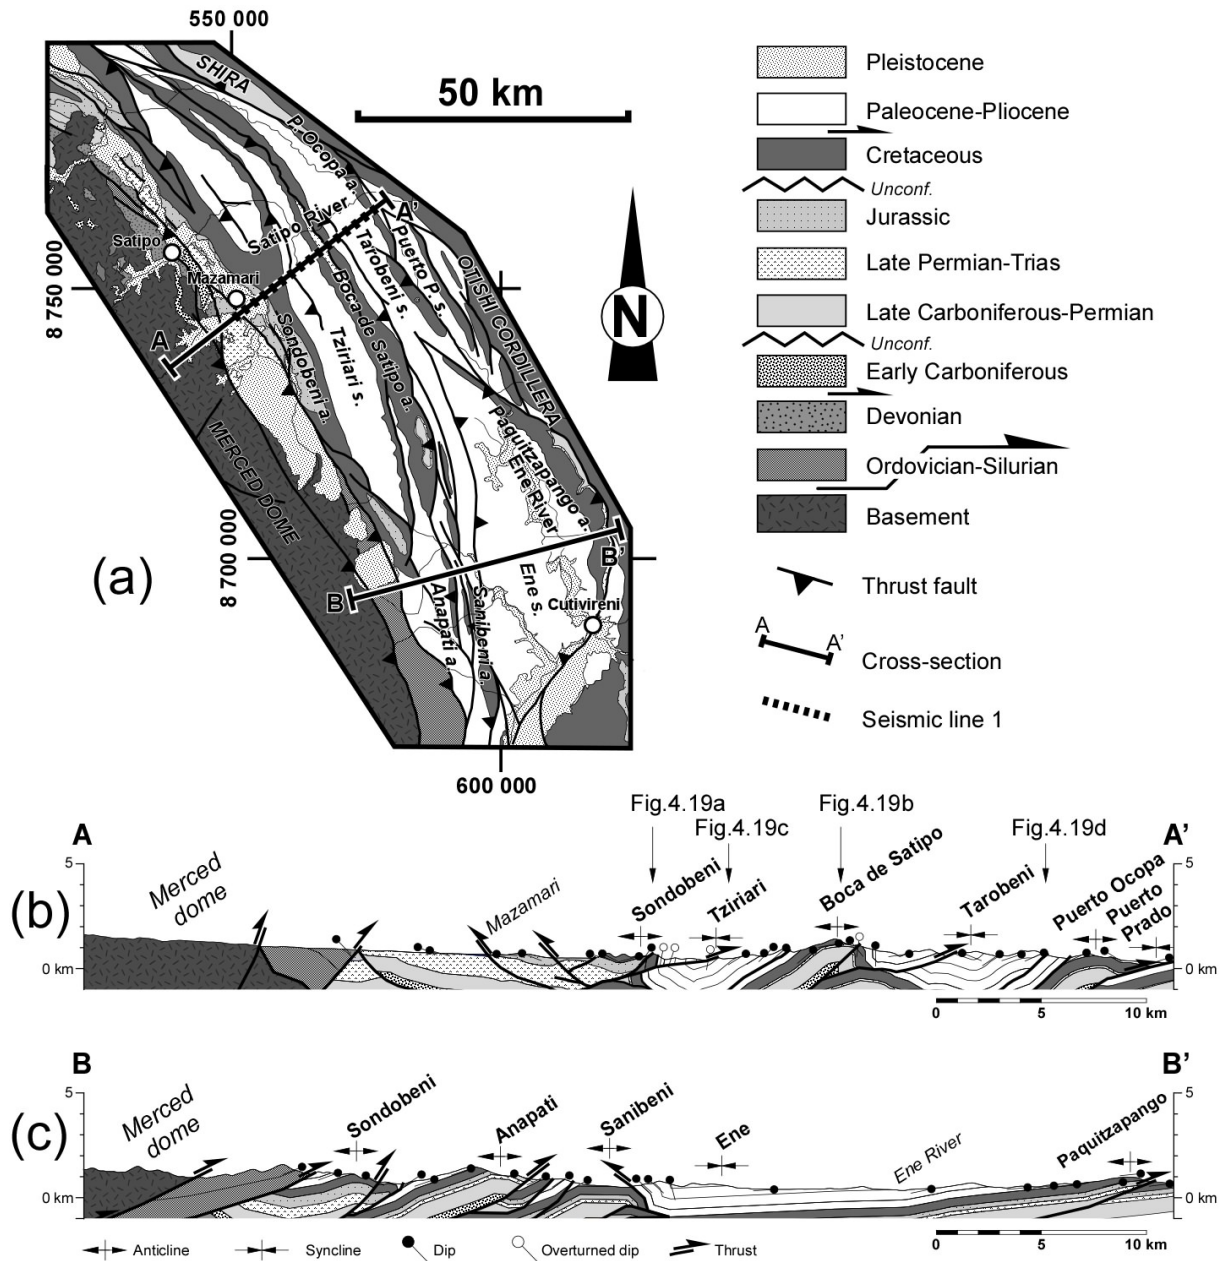 550 000
50 km
SHIRA
P. Ocopa a.
Satipo River
A'
Satipo
Mazamari
Tarobeni s.
Puerto P. s.
OTISHI CORDILLERA
8 750 000
A
Sondobeni a.
Tziriari s.
Boca de Satipo a.
MERCED DOME
Paquitzapango a.
Ene River
8 700 000
(a)
B
B'
Anapati a.
Sanibeni a.
Ene s.
Cutivireni
600 000
N
Pleistocene
Paleocene-Pliocene
Cretaceous
Unconf.
Jurassic
Late Permian-Trias
Late Carboniferous-Permian
Unconf.
Early Carboniferous
Devonian
Ordovician-Silurian
Basement
Thrust fault
A
A'
Cross-section
Seismic line 1
Fig.4.19a
Fig.4.19c
Fig.4.19b
Fig.4.19d
A
A'
5
5
(b)
0 km
0 km
Merced
dome
Mazamari
Sondobeni
Tziriari
Boca de Satipo
Tarobeni
Puerto Ocopa
Puerto
Prado
0 5 10 km
B
B'
5
5
(c)
0 km
0 km
Merced
dome
Sondobeni
Anapati
Sanibeni
Ene
Ene River
Paquitzapango
0 5 10 km
Anticline
Syncline
Dip
Overturned dip
Thrust